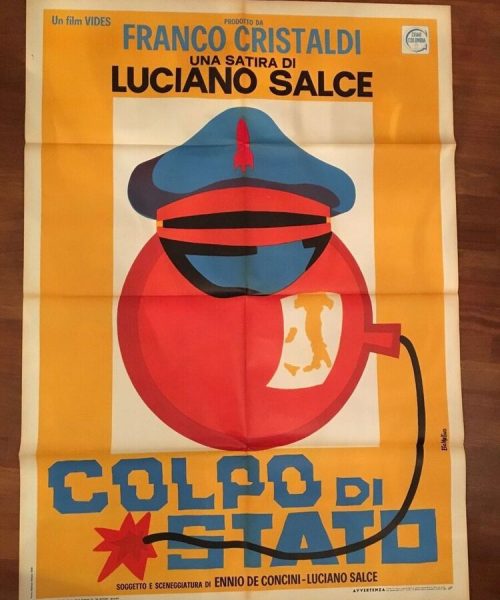 Un film VIDES
PRODOTTO DA
FRANCO CRISTALDI
UNA SATIRA DI
LUCIANO SALCE
COLPO DI
STATO
SOGGETTO E SCENEGGIATURA DI ENNIO DE CONCINI-LUCIANO SALCE
AVVERTENZA